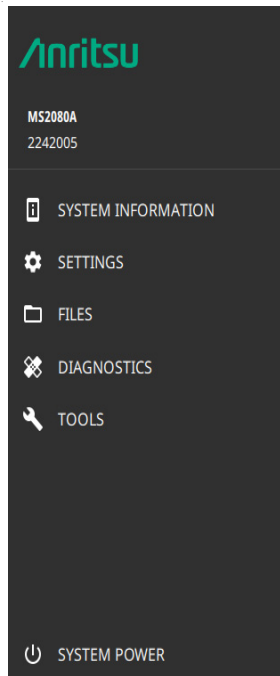 Anritsu
MS2080A
2242005
SYSTEM INFORMATION
SETTINGS
FILES
DIAGNOSTICS
TOOLS
SYSTEM POWER